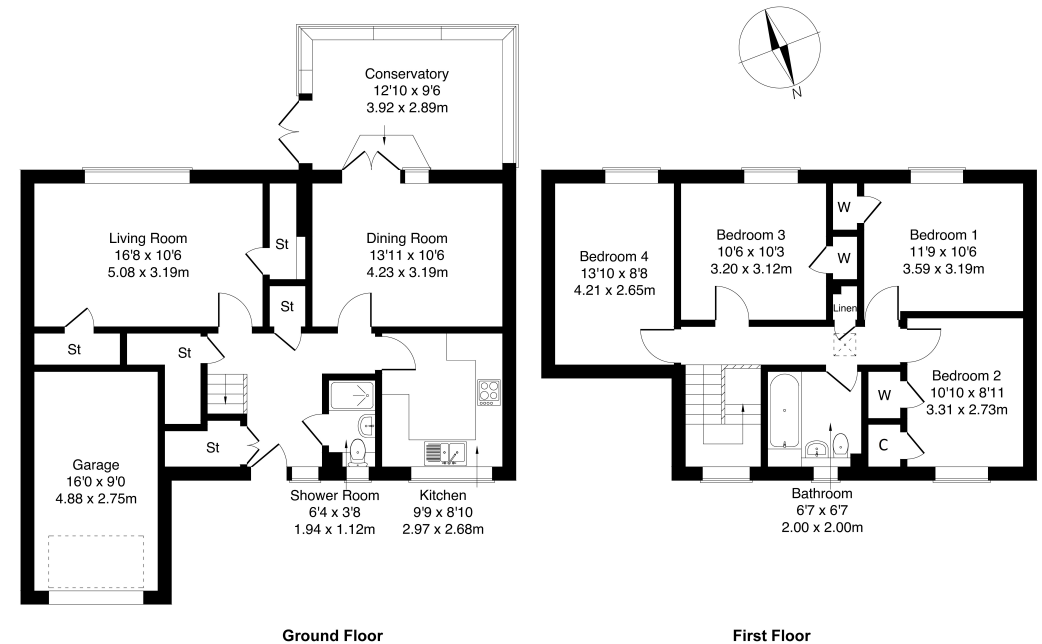 Conservatory
12'10 x 9'6
3.92 x 2.89m
N
Living Room
16'8 x 10'6
5.08 x 3.19m
St
Dining Room
13'11 x 10'6
4.23 x 3.19m
St
St
St
St
Garage
16'0 x 9'0
4.88 x 2.75m
Shower Room
6'4 x 3'8
1.94 x 1.12m
Kitchen
9'9 x 8'10
2.97 x 2.68m
Ground Floor
Bedroom 4
13'10 x 8'8
4.21 x 2.65m
Bedroom 3
10'6 x 10'3
3.20 x 3.12m
W
W
Linen
Bedroom 1
11'9 x 10'6
3.59 x 3.19m
Bedroom 2
10'10 x 8'11
3.31 x 2.73m
W
C
Bathroom
6'7 x 6'7
2.00 x 2.00m
First Floor